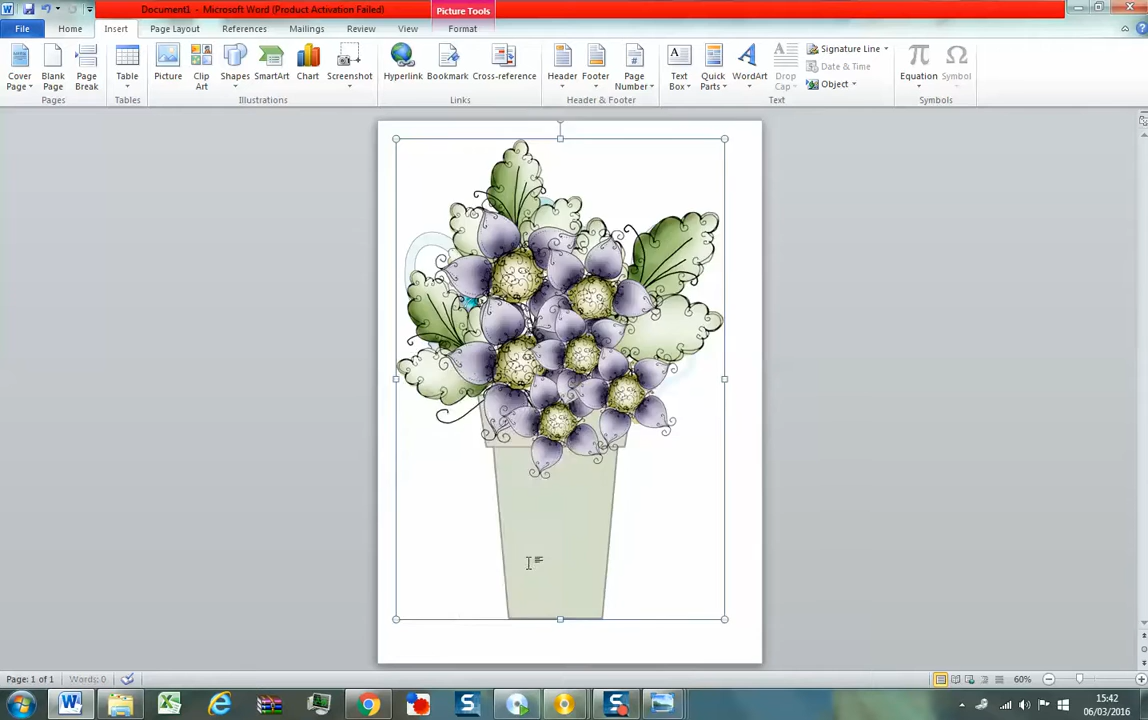 Document1 - Microsoft Word (Product Activation Failed)
Picture Tools
File Home Insert Page Layout References Mailings Review View Format
Cover Page Blank Page Page Break
Table
Picture Clip Art Shapes SmartArt Chart Screenshot
Hyperlink Bookmark Cross-reference
Header Footer Page Number
Text Box Quick Parts WordArt Drop Cap
Signature Line
Date & Time
Object
Equation Symbol
Pages Tables Illustrations Links Header & Footer Text Symbols
Page: 1 of 1 Words: 0 60%
15:42
06/03/2016